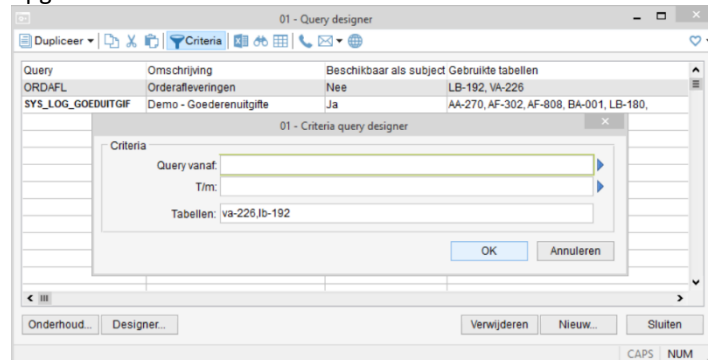 01 - Query designer
Dupliceer Criteria
Query Omschrijving Beschikbaar als subject Gebruikte tabellen
ORDAFL Orderafleveringen Nee LB-192, VA-226
SYS_LOG_GOEDUITGIF Demo - Goederenuitgifte Ja AA-270, AF-302, AF-808, BA-001, LB-180,
01 - Criteria query designer
Criteria
Query vanaf:
T/m:
Tabellen: va-226,lb-192
OK Annuleren
Onderhoud... Designer... Verwijderen Nieuw... Sluiten
CAPS NUM